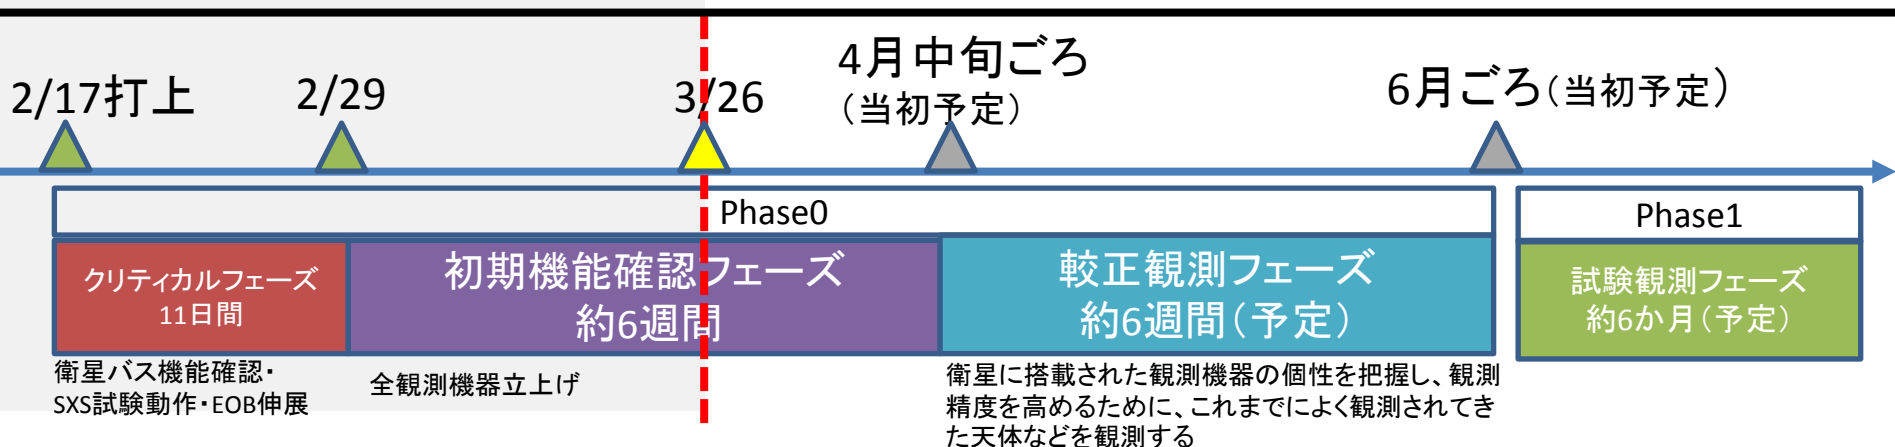 2/17打上
2/29
3/26
4月中旬ごろ
（当初予定）
6月ごろ（当初予定）
Phase0
Phase1
クリティカルフェーズ
11日間
初期機能確認フェーズ
約6週間
較正観測フェーズ
約6週間（予定）
試験観測フェーズ
約6か月（予定）
衛星バス機能確認・
SXS試験動作・EOB伸展
全観測機器立上げ
衛星に搭載された観測機器の個性を把握し、観測
精度を高めるために、これまでによく観測されてき
た天体などを観測する